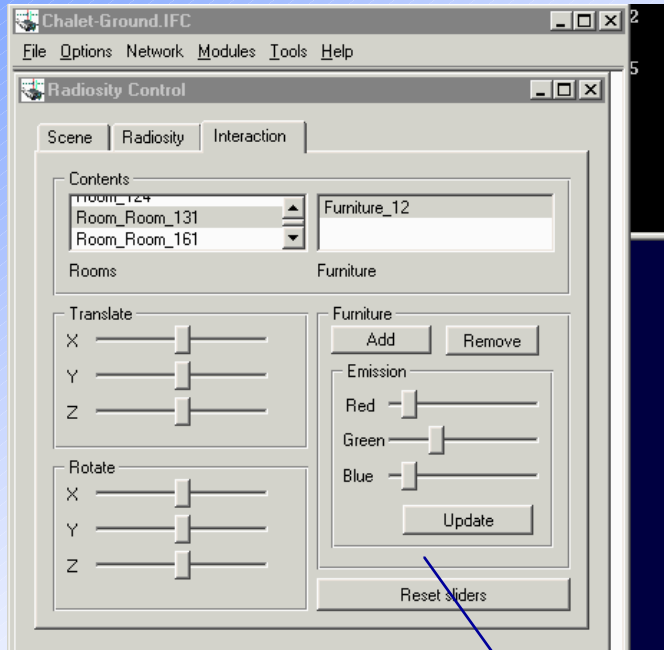 Chalet-Ground.IFC
2
File Options Network Modules Tools Help
5
Radiosity Control
Scene Radiosity Interaction
Contents
Room_124
Room_Room_131
Room_Room_161
Furniture_12
Rooms
Furniture
Translate
X
Y
Z
Rotate
X
Y
Z
Furniture
Add Remove
Emission
Red
Green
Blue
Update
Reset sliders